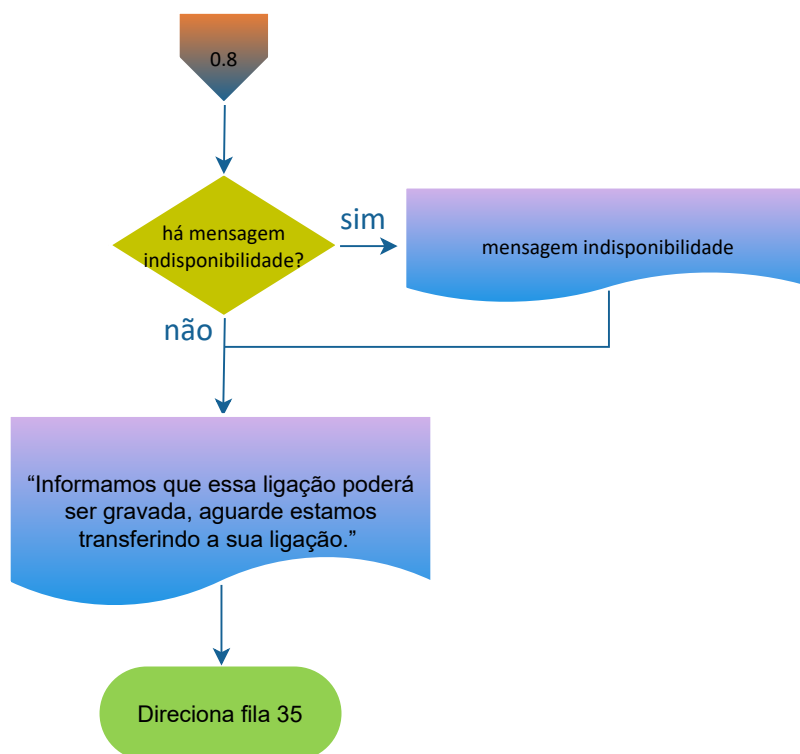 0.8
há mensagem
indisponibilidade?
sim
mensagem indisponibilidade
não
“Informamos que essa ligação poderá
ser gravada, aguarde estamos
transferindo a sua ligação.”
Direciona fila 35